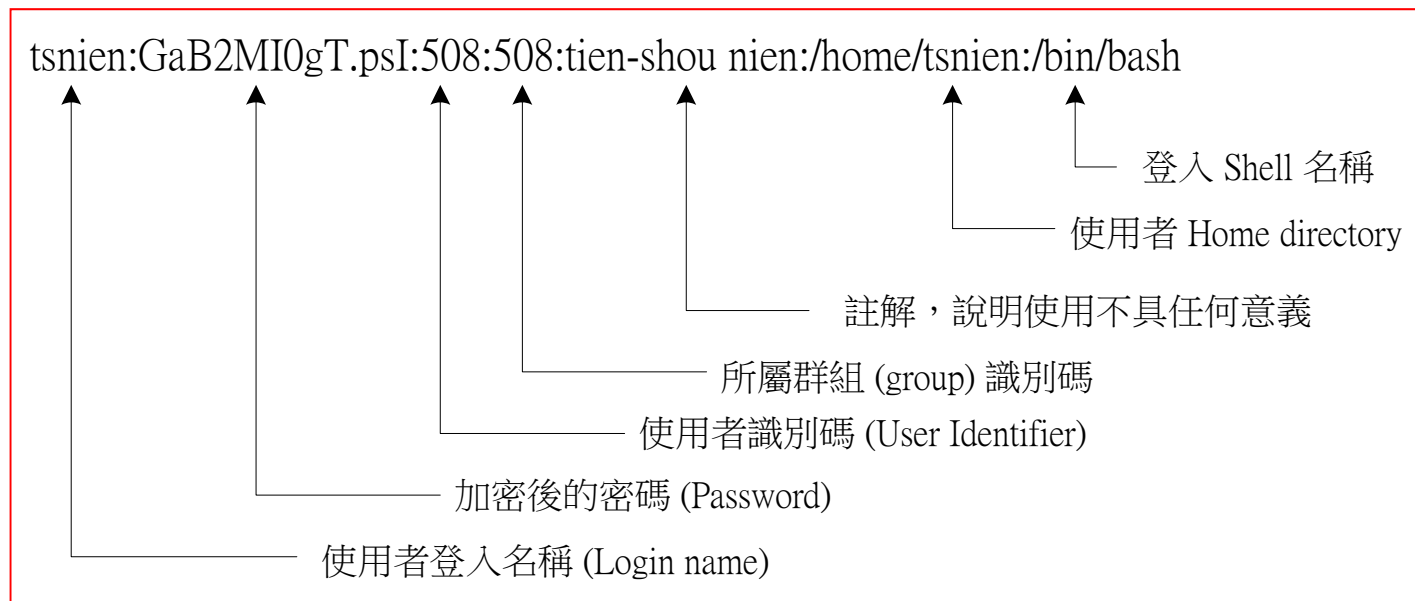 tsnien:GaB2MI0gT.psI:508:508:tien-shou nien:/home/tsnien:/bin/bash
登入 Shell 名稱
使用者 Home directory
註解，說明使用不具任何意義
所屬群組 (group) 識別碼
使用者識別碼 (User Identifier)
加密後的密碼 (Password)
使用者登入名稱 (Login name)